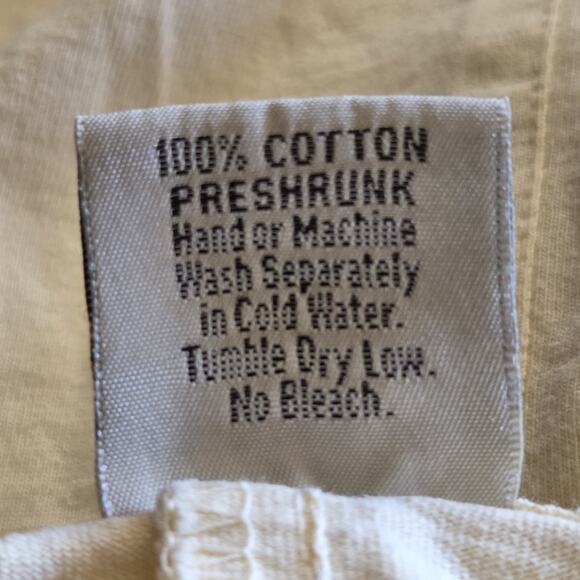 100% COTTON
PRESHRUNK
Hand or Machine
Wash Separately
in Cold Water.
Tumble Dry Low.
No Bleach.